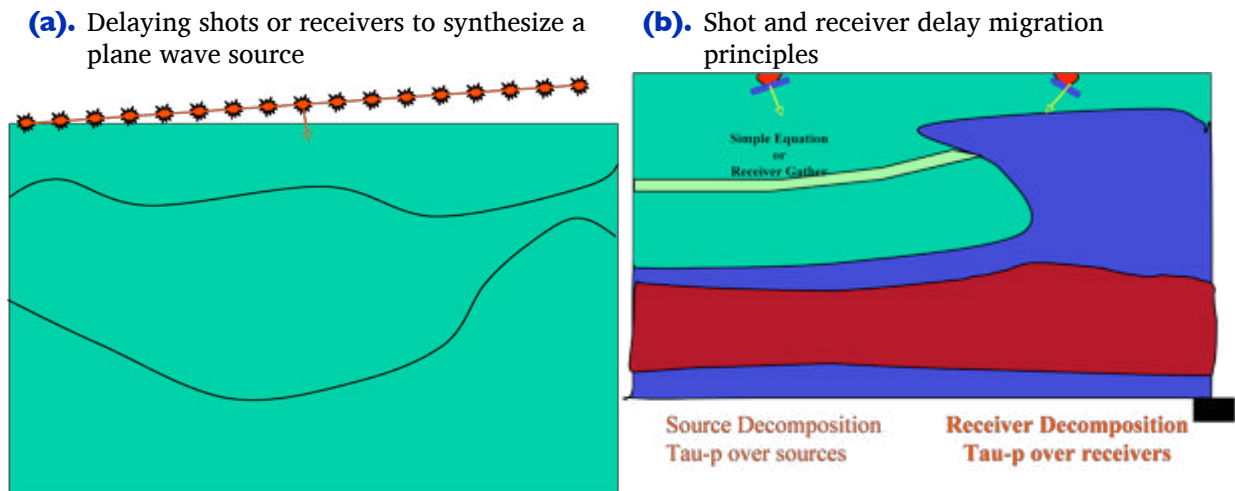 (a). Delaying shots or receivers to synthesize a
plane wave source
(b). Shot and receiver delay migration
principles
Simple Equation
or
Receiver Gather
Source Decomposition
Tau-p over sources
Receiver Decomposition
Tau-p over receivers